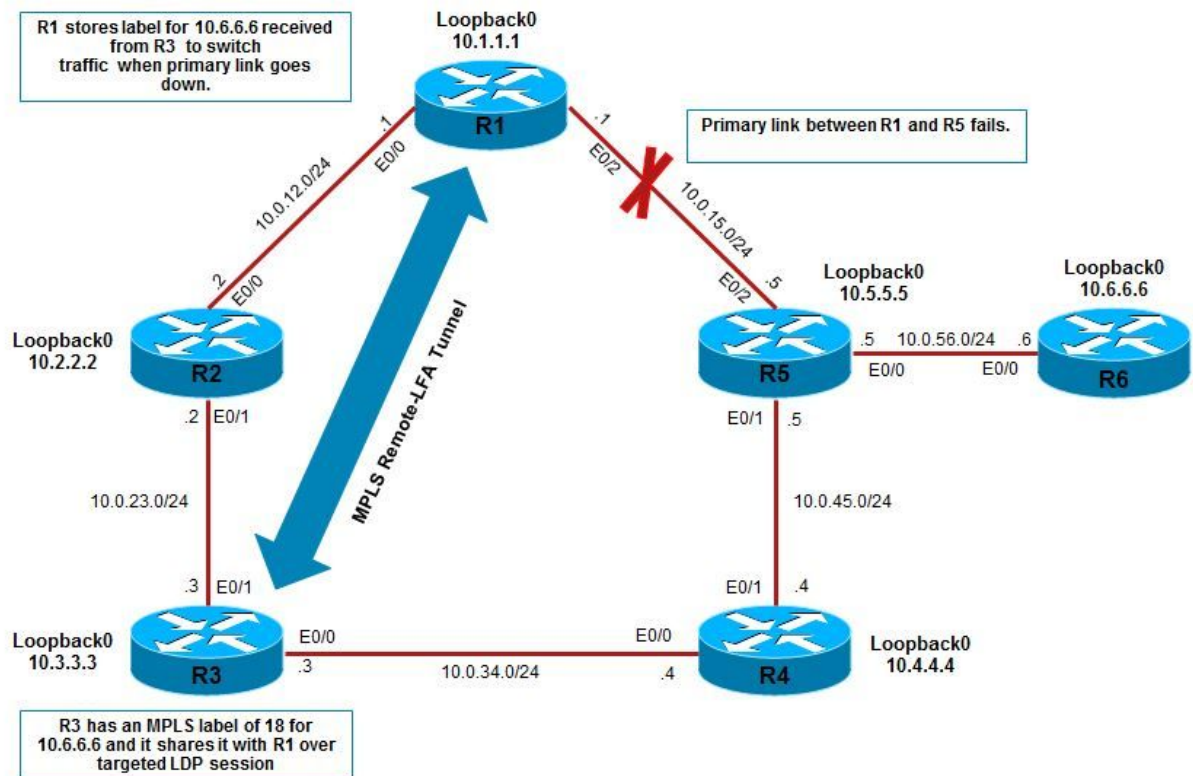 R1 stores label for 10.6.6.6 received
from R3 to switch
traffic when primary link goes
down.
Loopback0
10.1.1.1
R1
.1
E0/0
.1
E0/2
Primary link between R1 and R5 fails.
10.0.12.0/24
10.0.15.0/24
.2
E0/0
.5
E0/2
Loopback0
10.2.2.2
R2
Loopback0
10.5.5.5
R5
Loopback0
10.6.6.6
R6
.5
10.0.56.0/24
.6
E0/0
E0/0
MPLS Remote-LFA Tunnel
.2
E0/1
E0/1
.5
10.0.23.0/24
10.0.45.0/24
.3
E0/1
E0/1
.4
Loopback0
10.3.3.3
R3
E0/0
.3
10.0.34.0/24
E0/0
.4
R4
Loopback0
10.4.4.4
R3 has an MPLS label of 18 for
10.6.6.6 and it shares it with R1 over
targeted LDP session